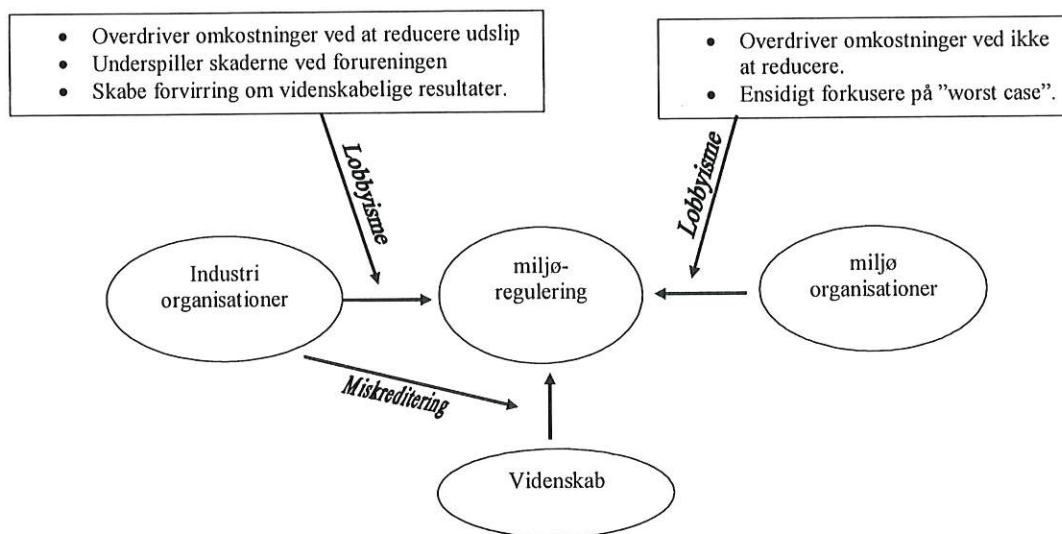 • Overdriver omkostninger ved at reducere udslip
• Underspiller skaderne ved forureningen
• Skabe forvirring om videnskabelige resultater.
• Overdriver omkostninger ved ikke
at reducere.
• Ensidigt forkusere på ”worst case”.
Lobbyisme
Lobbyisme
Industri
organisationer
miljø-
regulering
miljø
organisationer
Miskreditering
Videnskab